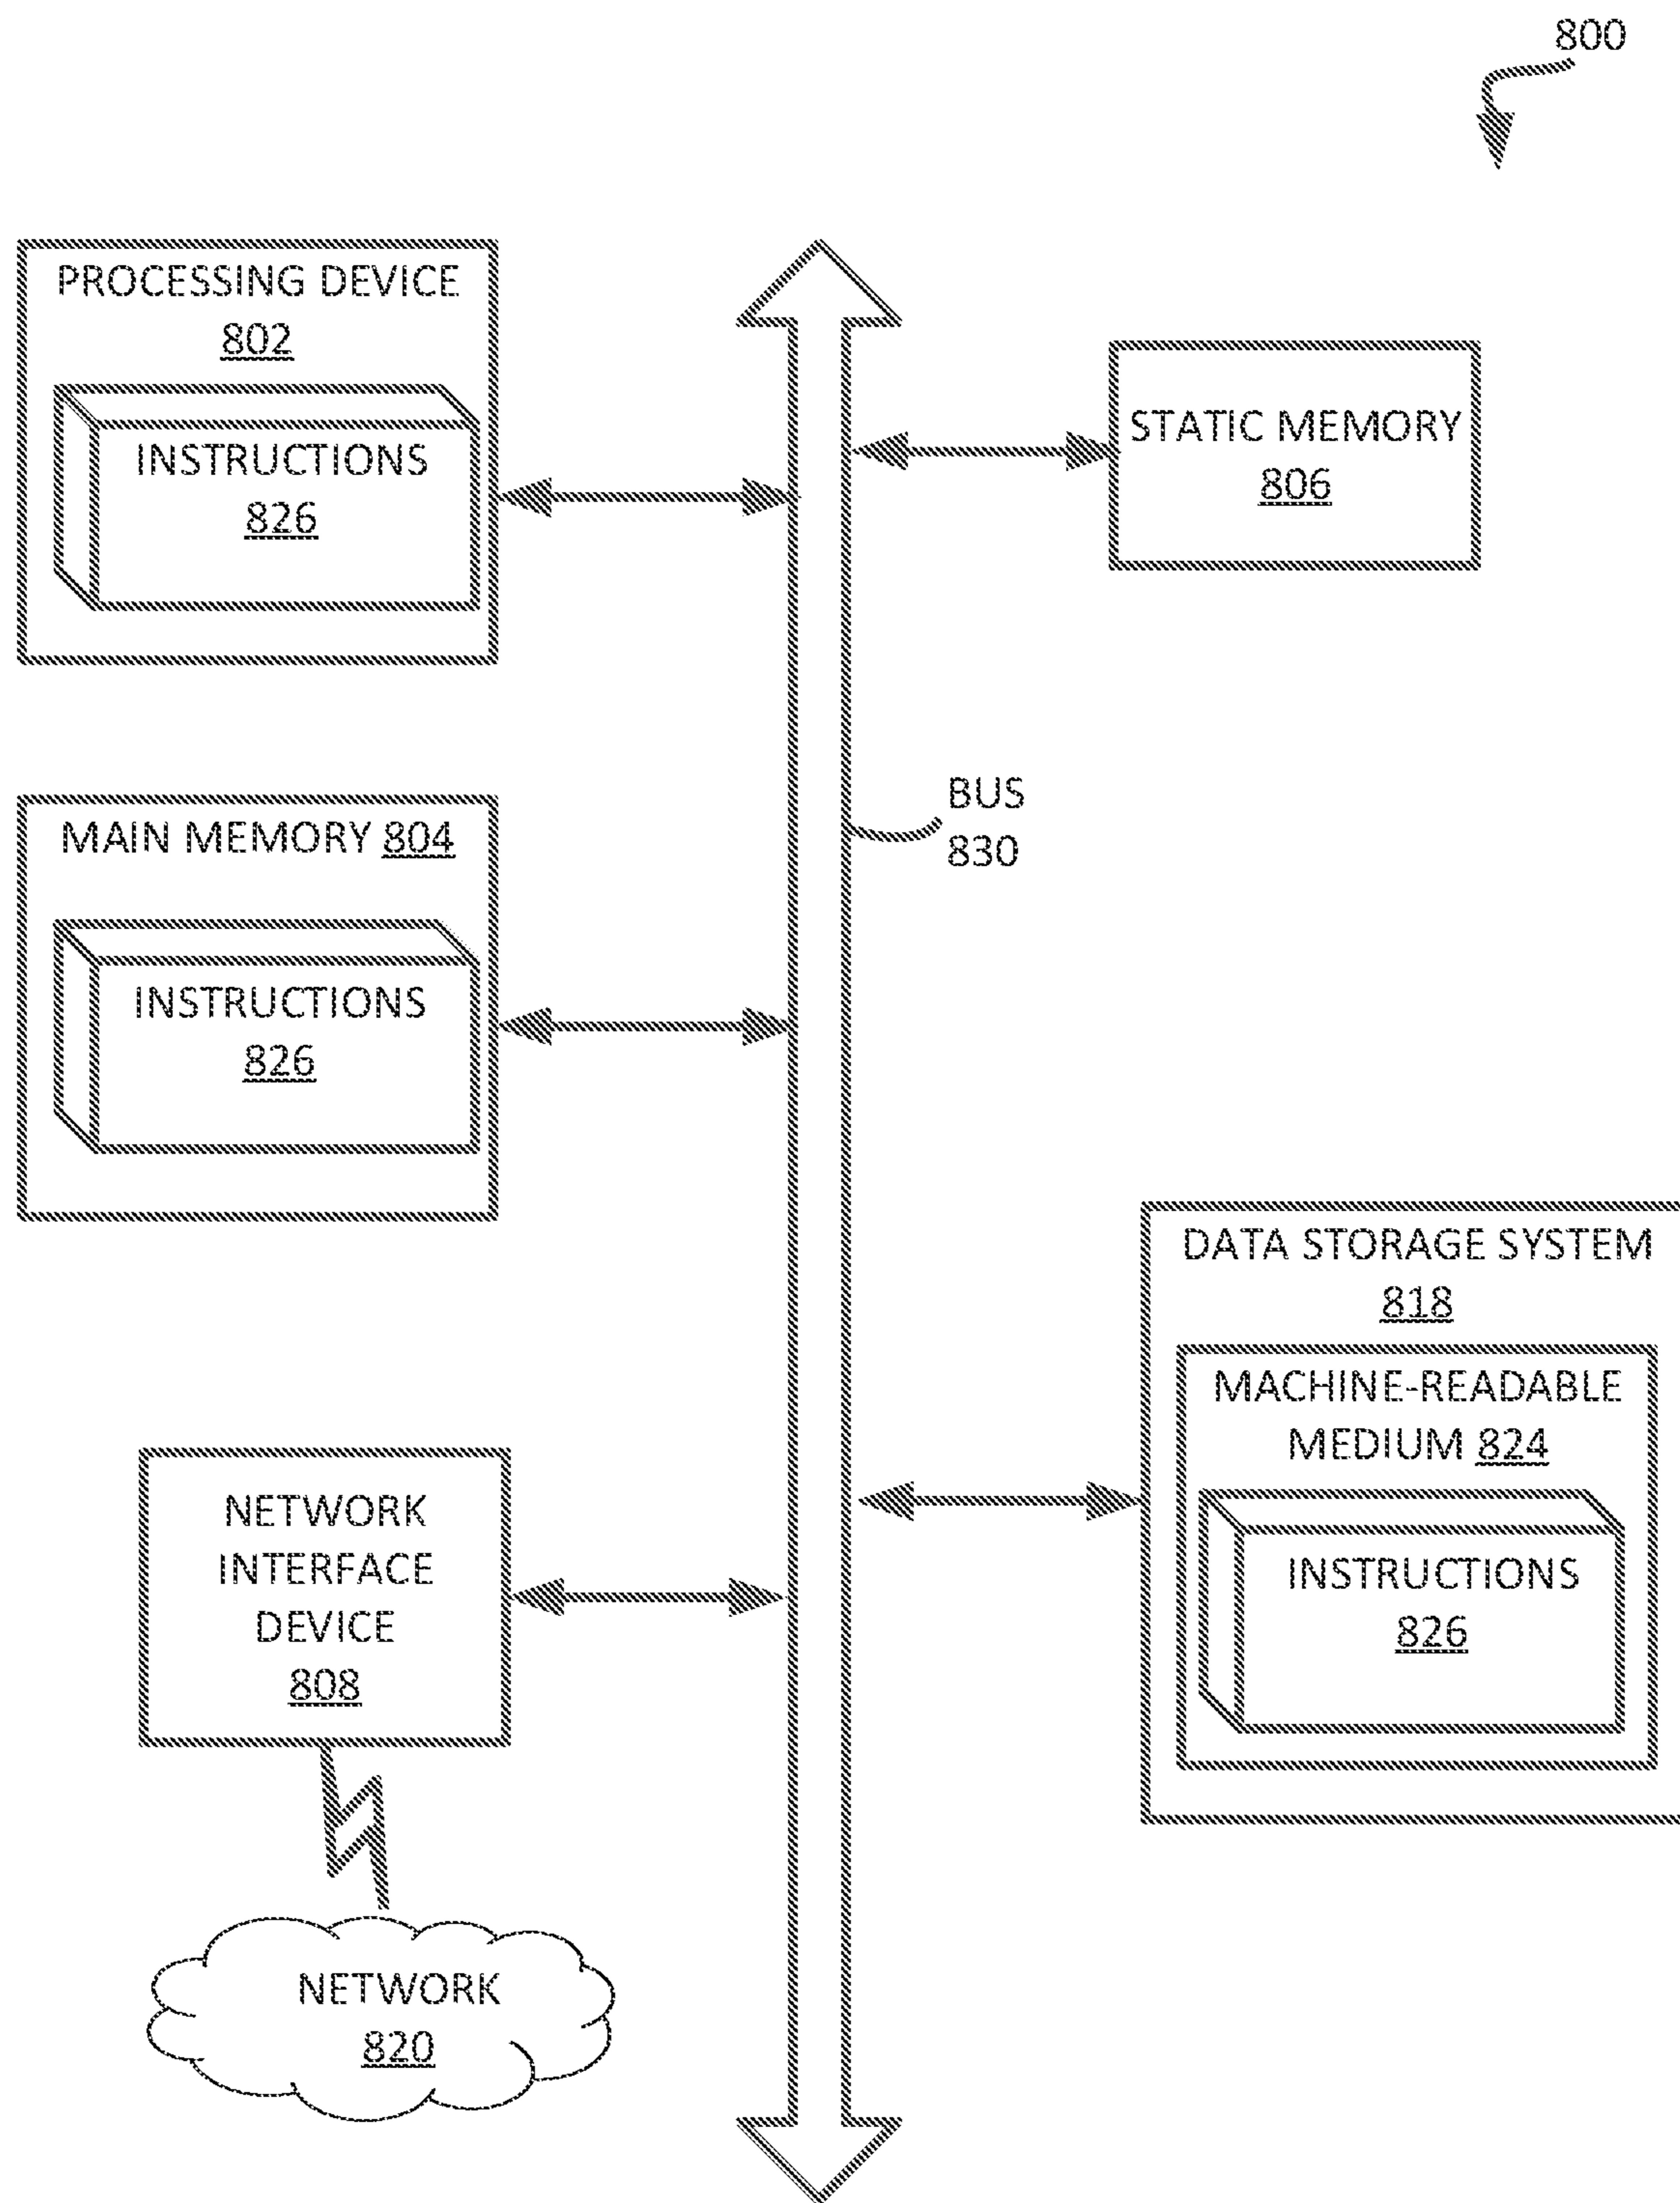 800
PROCESSING DEVICE
802
INSTRUCTIONS
826
STATIC MEMORY
806
BUS
830
MAIN MEMORY 804
INSTRUCTIONS
826
DATA STORAGE SYSTEM
818
MACHINE-READABLE
MEDIUM 824
INSTRUCTIONS
826
NETWORK
INTERFACE
DEVICE
808
NETWORK
820